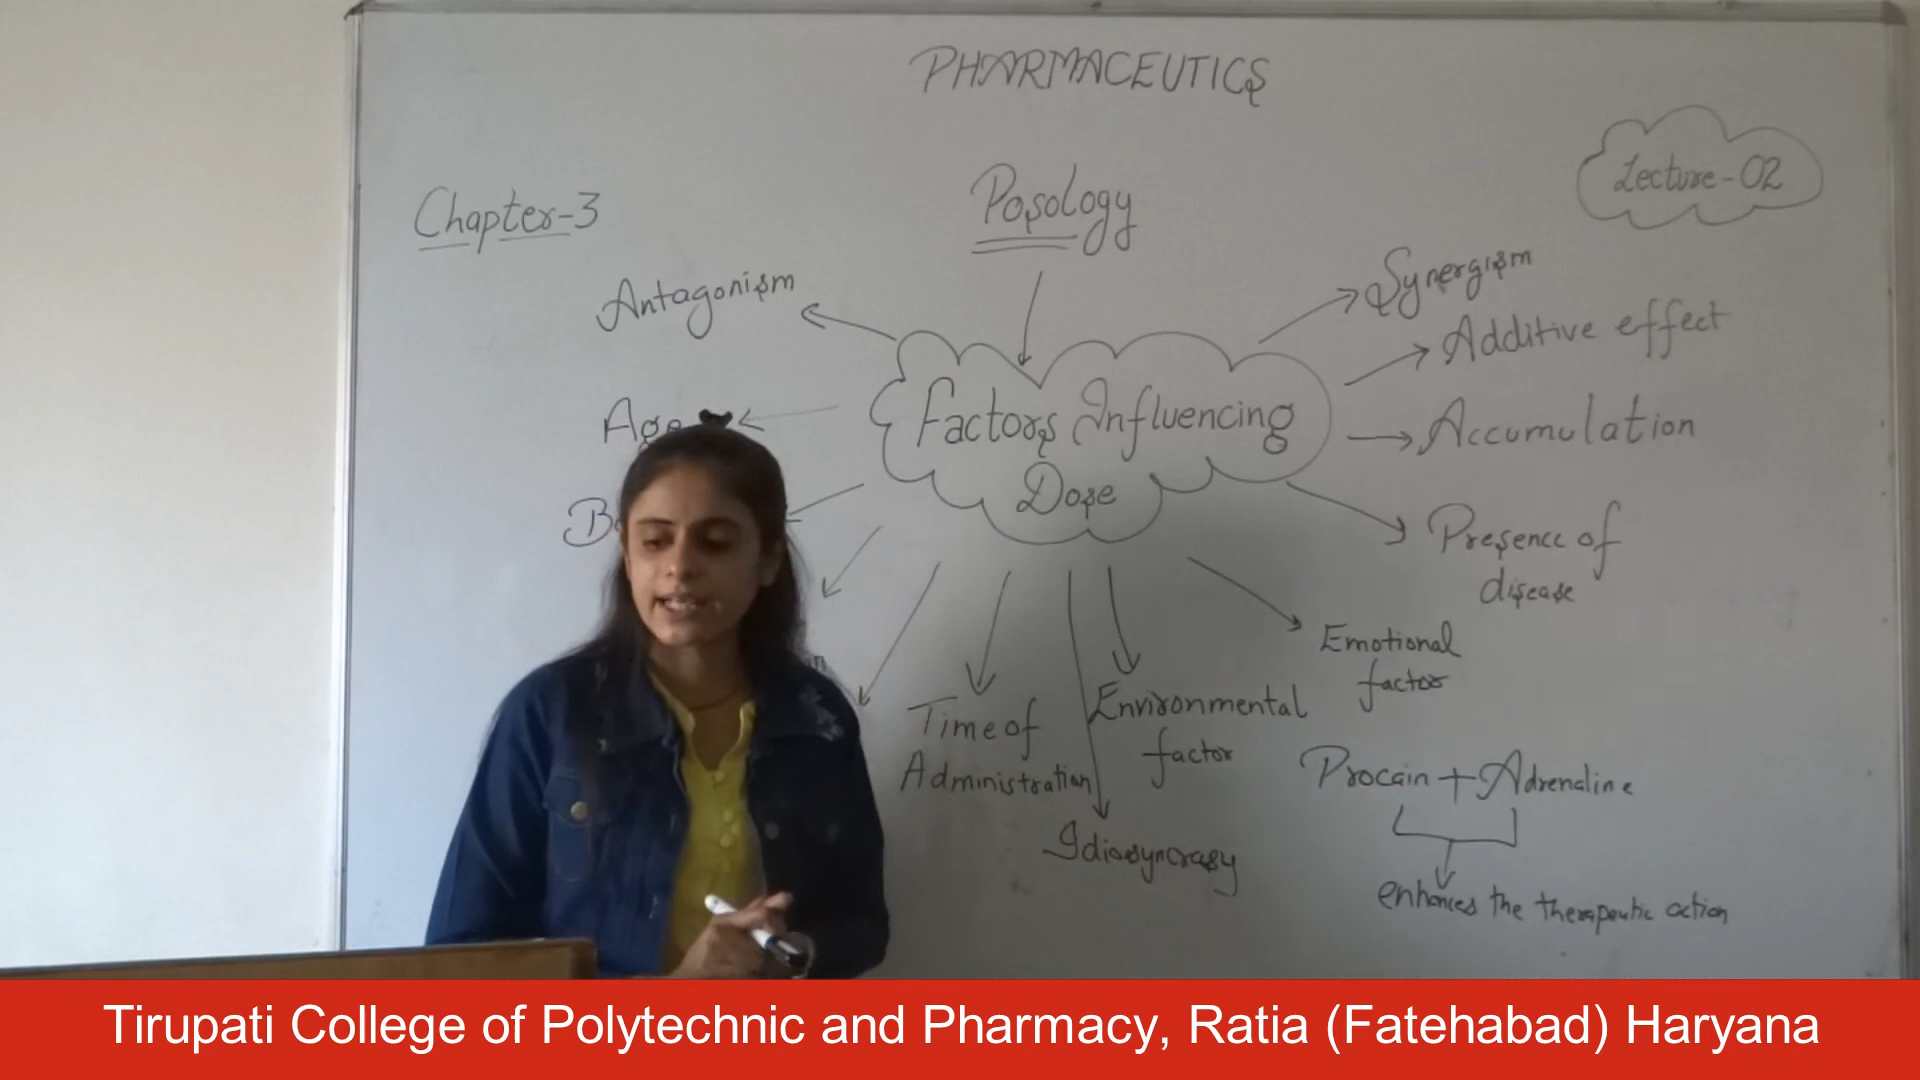 PHARMACEUTICS
Lecture-02
Chapter-3
Posology
Antagonism
Synergism
Additive effect
Age
Factors Influencing
Dose
Accumulation
Presence of
disease
Emotional
factor
Time of
Administration
Environmental
factor
Idiosyncrasy
Procain + Adrenaline
enhances the therapeutic action
Tirupati College of Polytechnic and Pharmacy, Ratia (Fatehabad) Haryana